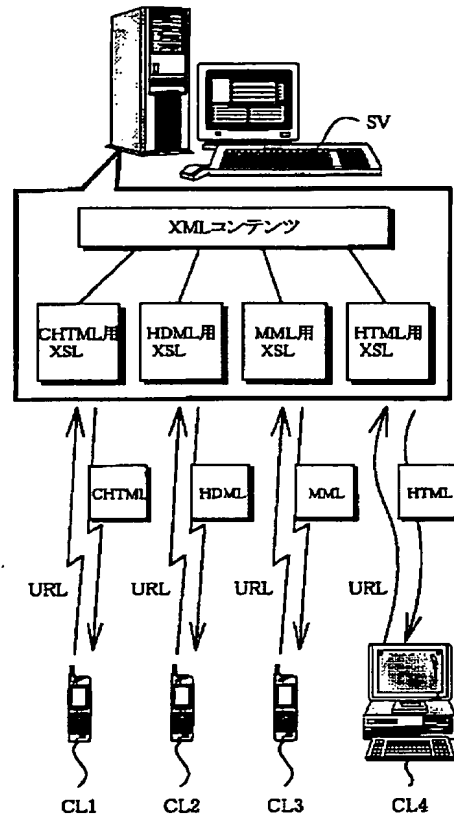 SV
XMLコンテンツ
CHTML用
XSL
HDML用
XSL
MML用
XSL
HTML用
XSL
CHTML
HDML
MML
HTML
URL
URL
URL
URL
CL1
CL2
CL3
CL4